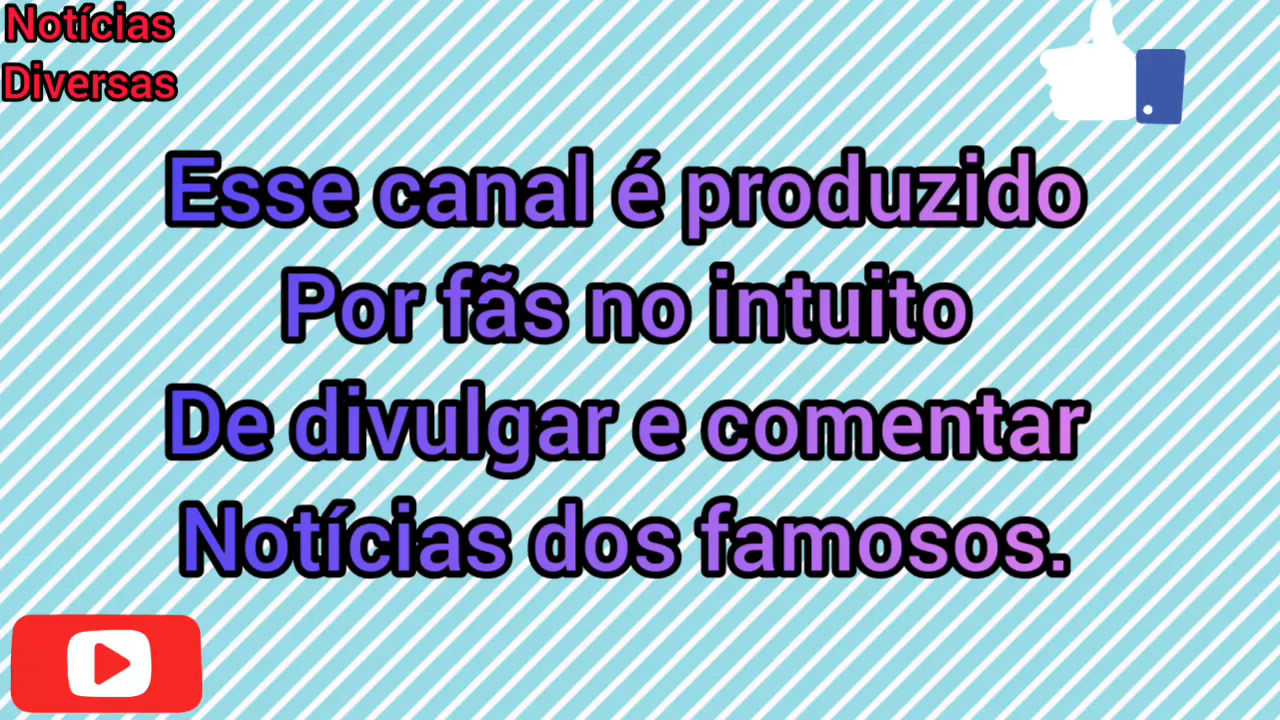 Notícias
Diversas
Esse canal é produzido
Por fãs no intuito
De divulgar e comentar
Notícias dos famosos.